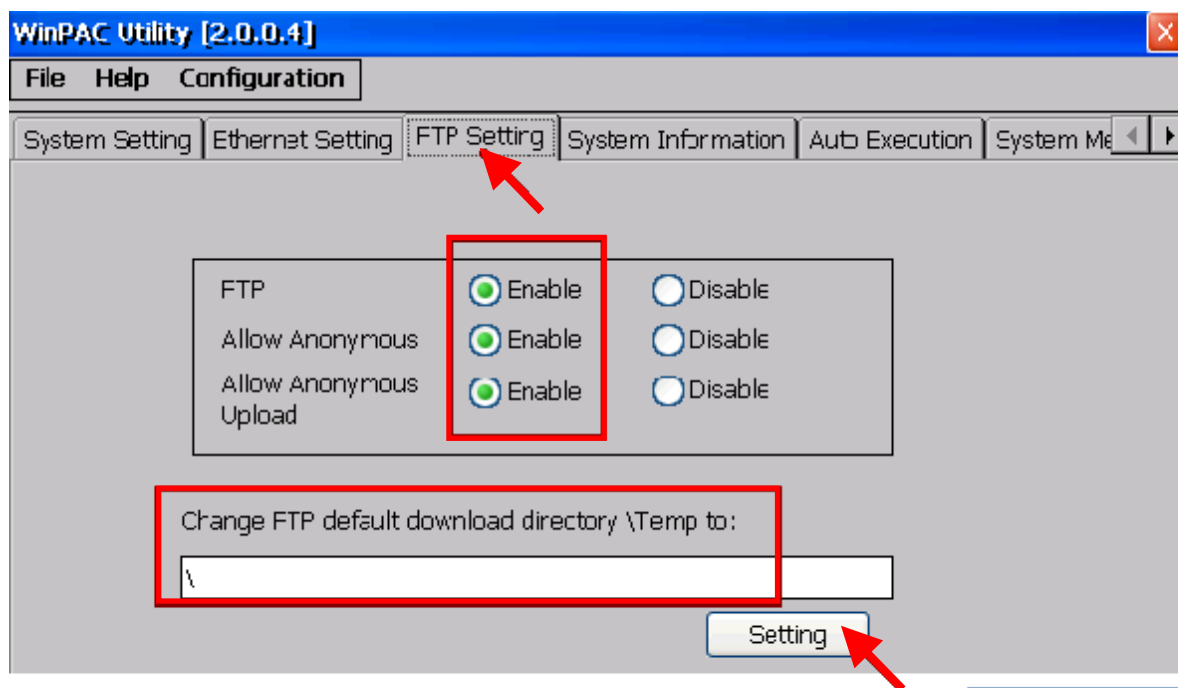 WinPAC Utility [2.0.0.4]
File Help Configuration
System Setting Ethernet Setting FTP Setting System Information Auto Execution System Me
FTP Enable Disable
Allow Anonymous Enable Disable
Allow Anonymous Upload Enable Disable
Change FTP default download directory \Temp to:
\
Setting